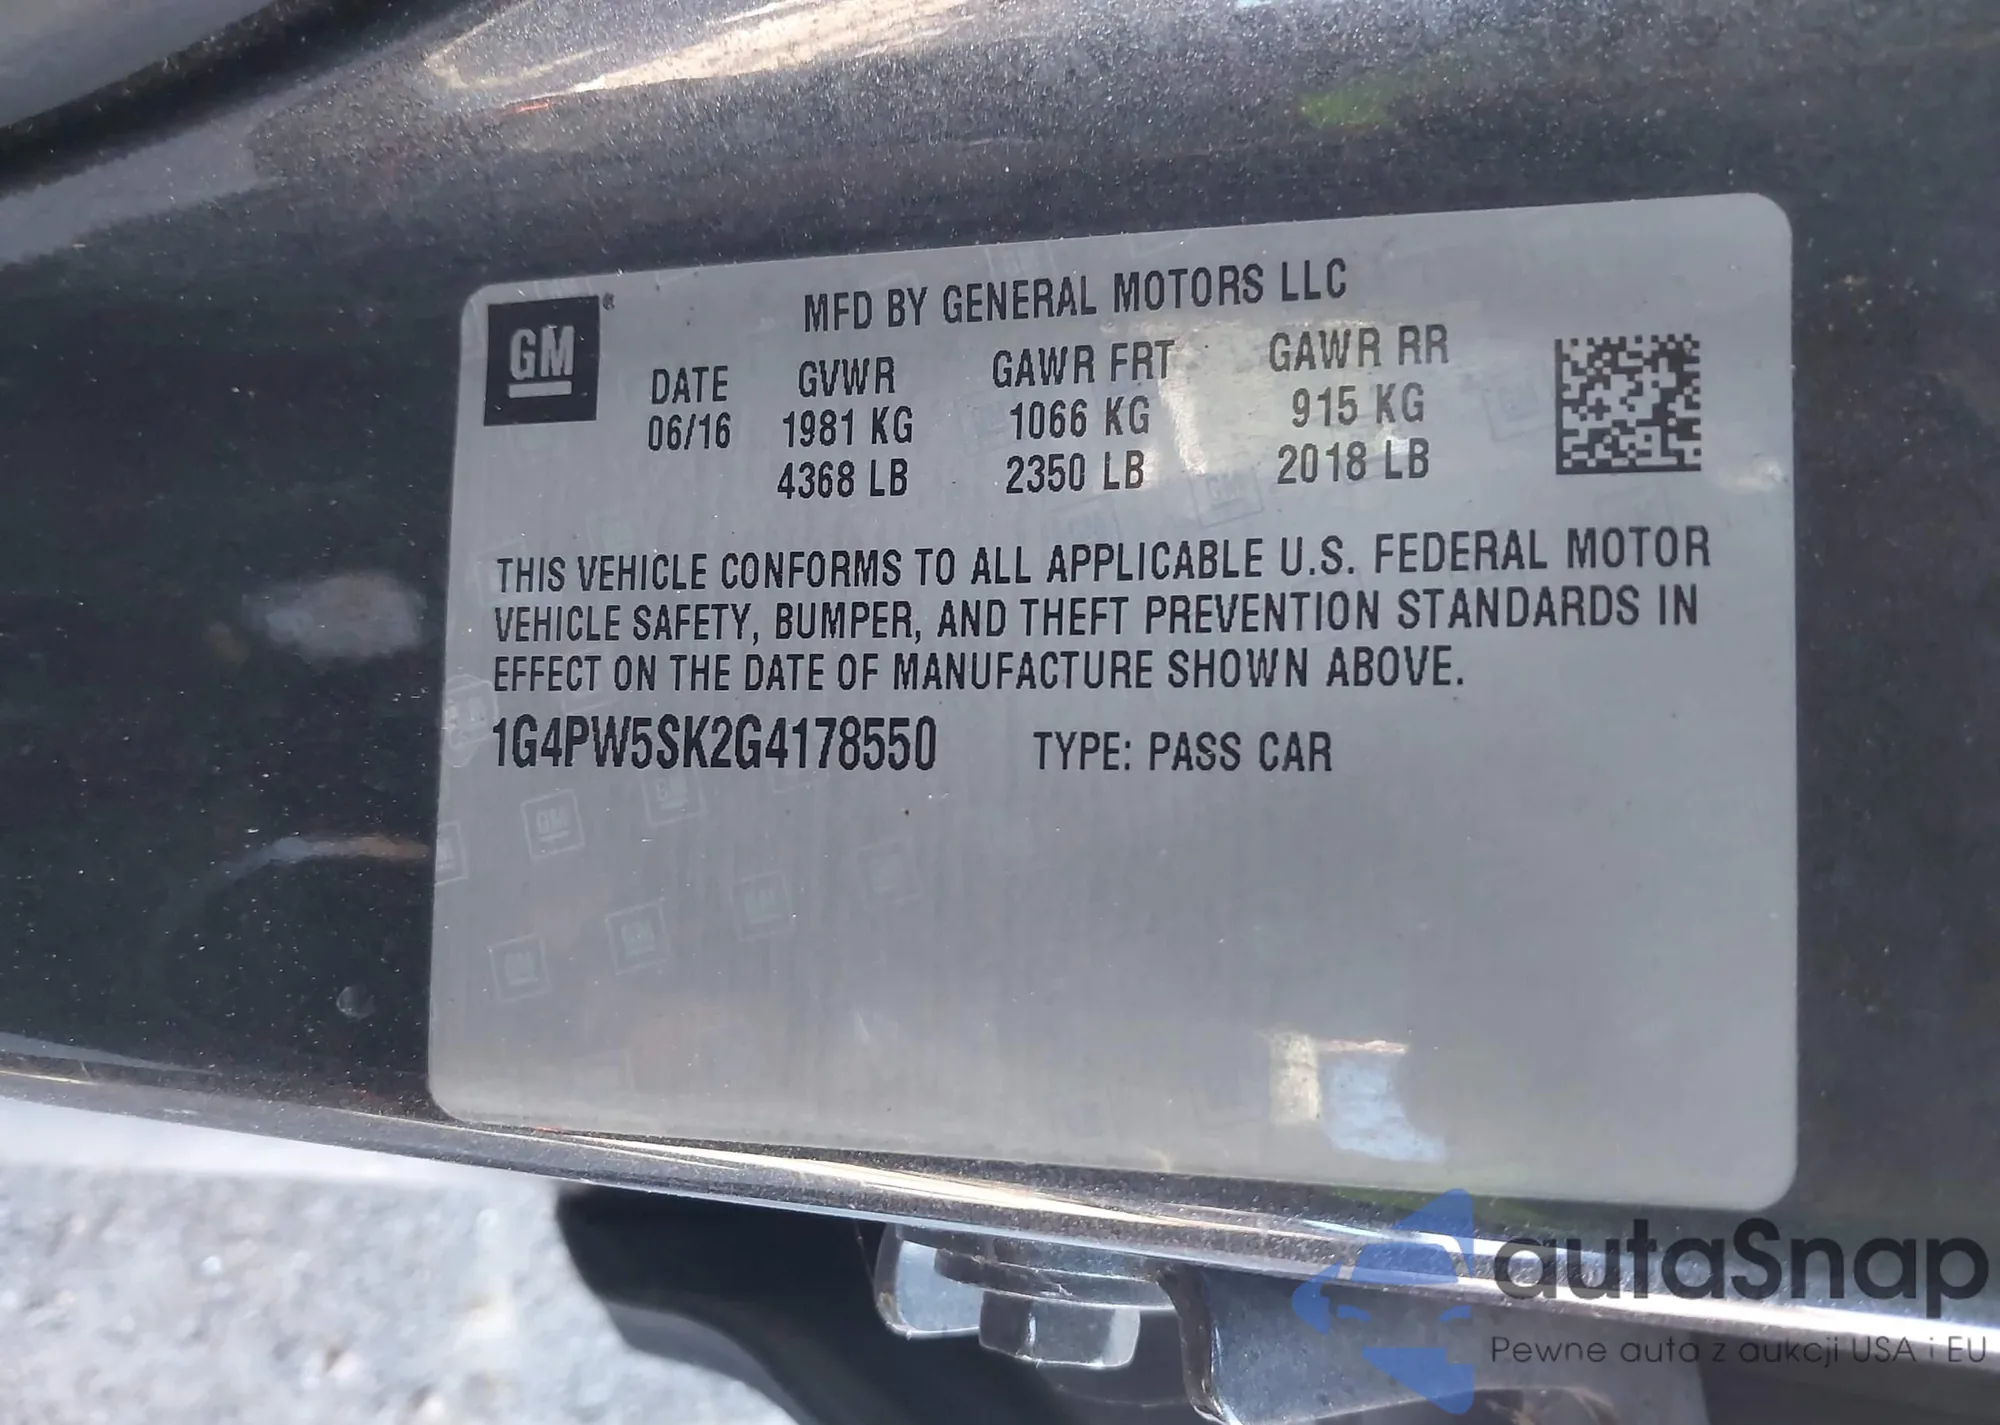 GM
MFD BY GENERAL MOTORS LLC
DATE GVWR GAWR FRT GAWR RR
06/16 1981 KG 1066 KG 915 KG
4368 LB 2350 LB 2018 LB
THIS VEHICLE CONFORMS TO ALL APPLICABLE U.S. FEDERAL MOTOR
VEHICLE SAFETY, BUMPER, AND THEFT PREVENTION STANDARDS IN
EFFECT ON THE DATE OF MANUFACTURE SHOWN ABOVE.
1G4PW5SK2G4178550 TYPE: PASS CAR
autaSnap
Pewne auta z aukcji USA i EU